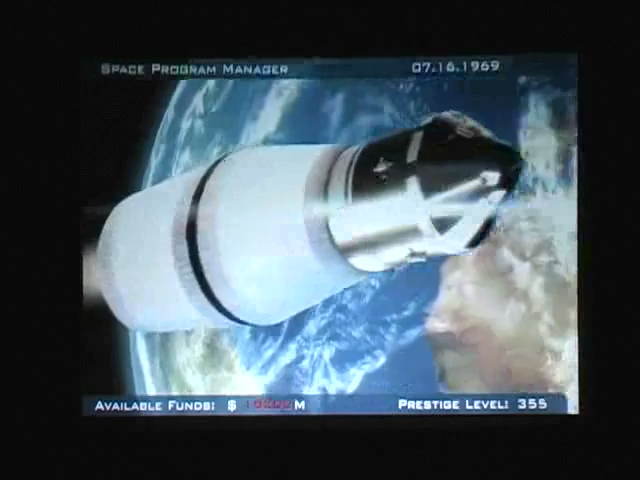 SPACE PROGRAM MANAGER
07.16.1969
AVAILABLE FUNDS: $ M
PRESTIGE LEVEL: 355